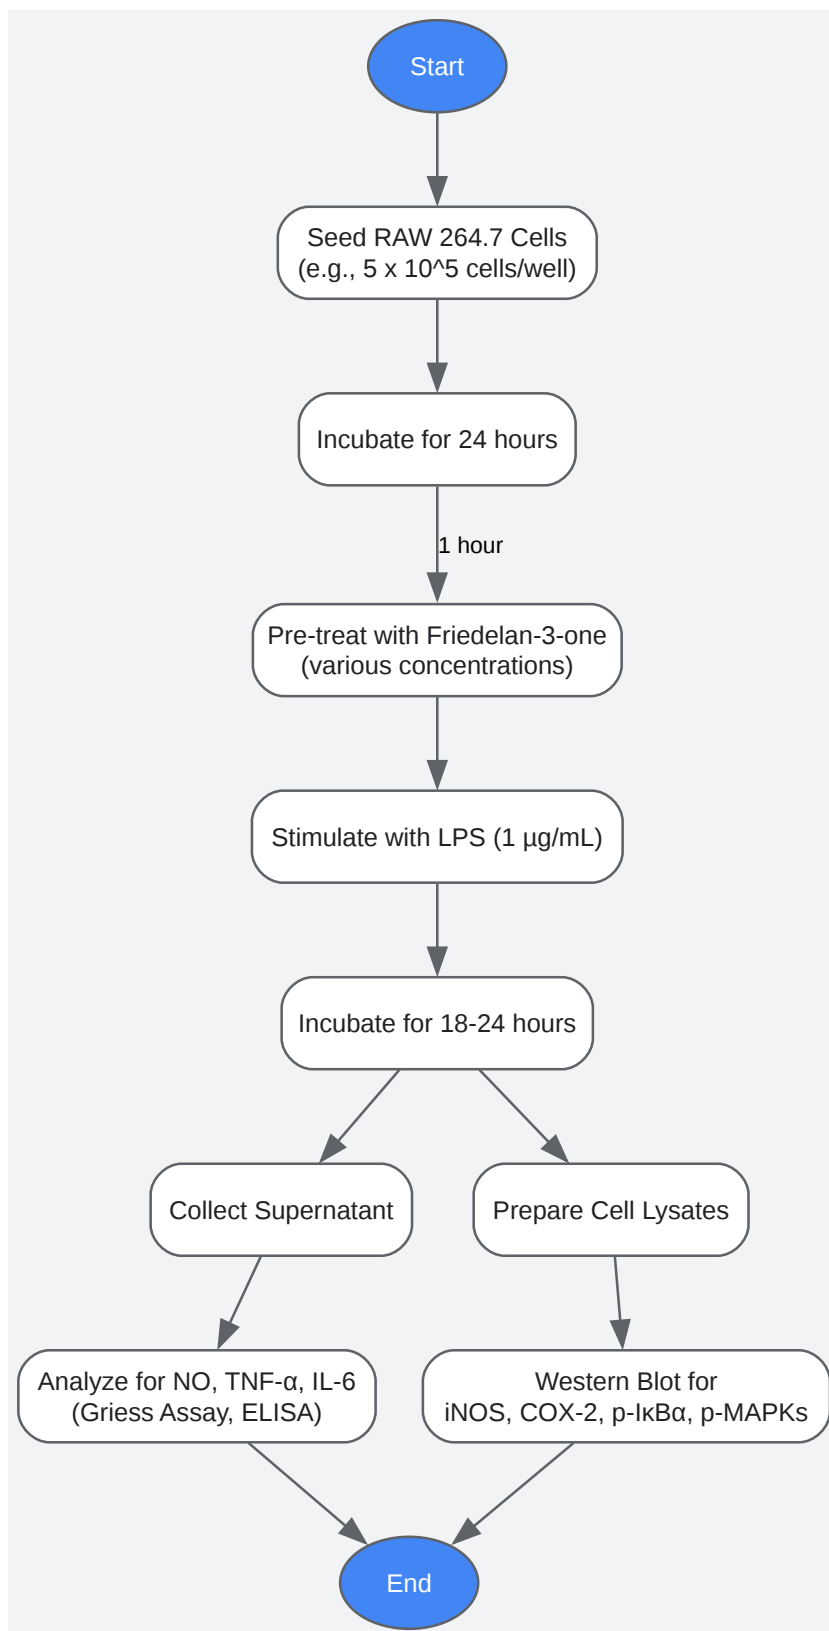 Start
Seed RAW 264.7 Cells
(e.g., 5 x 10^5 cells/well)
Incubate for 24 hours
1 hour
Pre-treat with Friedelan-3-one
(various concentrations)
Stimulate with LPS (1 µg/mL)
Incubate for 18-24 hours
Collect Supernatant
Prepare Cell Lysates
Analyze for NO, TNF-α, IL-6
(Griess Assay, ELISA)
Western Blot for
iNOS, COX-2, p-IκBα, p-MAPKs
End